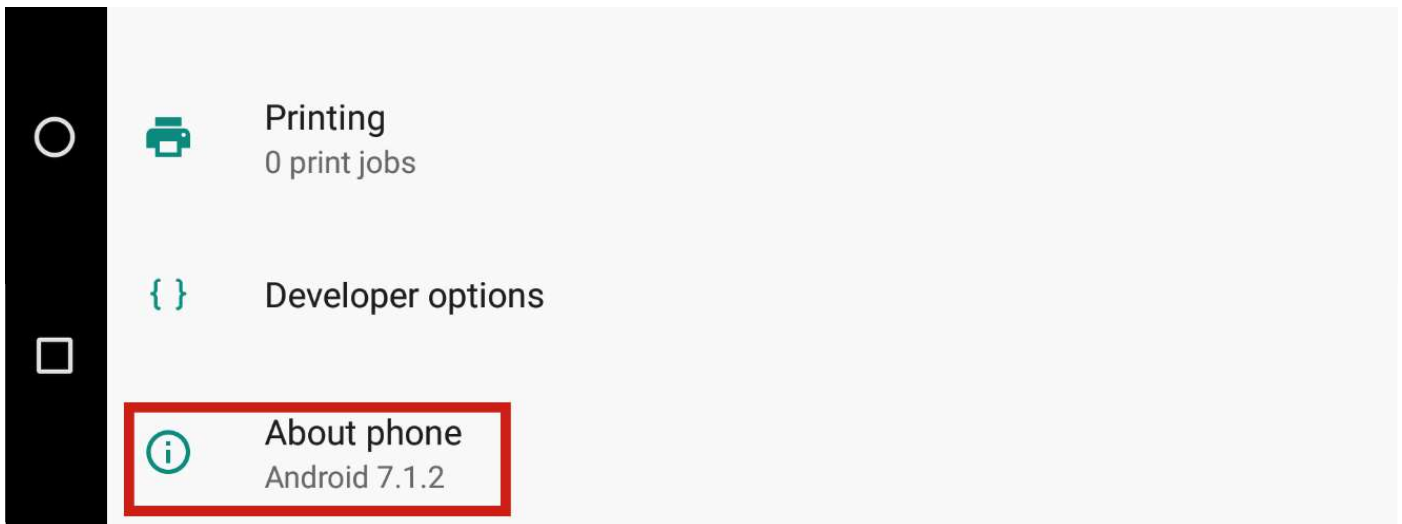 Printing
0 print jobs
{ } Developer options
About phone
Android 7.1.2